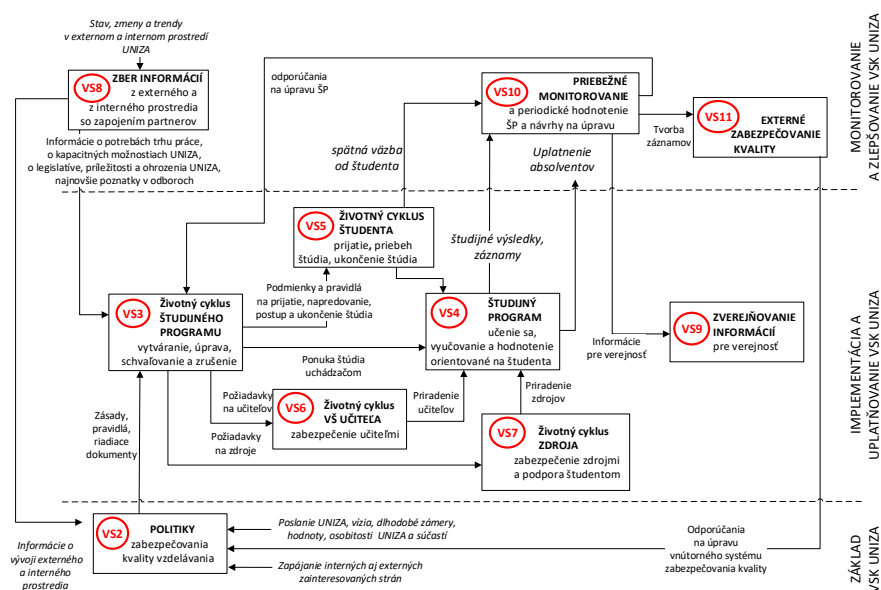 Stav, zmeny a trendy
v externom a internom prostredí
UNIZA
VS8
ZBER INFORMÁCIÍ
z externého a
z interného prostredia
so zapojením partnerov
odporúčania
na úpravu ŠP
VS10
PRIEBEŽNÉ
MONITOROVANIE
a periodické hodnotenie
ŠP a návrhy na úpravu
VS11
EXTERNÉ
ZABEZPEČOVANIE
KVALITY
Tvorba
záznamov
MONITOROVANIE
A ZLEPŠOVANIE VSK UNIZA
Informácie o potrebách trhu práce,
o kapacitných možnostiach UNIZA,
o legislatíve, príležitosti a ohrozenia UNIZA,
najnovšie poznatky v odboroch
spätná väzba
od študenta
Uplatnenie
absolventov
VS5
ŽIVOTNÝ CYKLUS
ŠTUDENTA
prijatie, priebeh
štúdia, ukončenie štúdia
študijné výsledky,
záznamy
VS3
Životný cyklus
ŠTUDIJNÉHO
PROGRAMU
vytváranie, úprava,
schvaľovanie a zrušenie
Podmienky a pravidlá
na prijatie, napredovanie,
postup a ukončenie štúdia
VS4
ŠTUDIJNÝ
PROGRAM
učenie sa,
vyučovanie a hodnotenie
orientované na študenta
VS9
ZVEREJŇOVANIE
INFORMÁCIÍ
pre verejnosť
Informácie
pre verejnosť
Ponuka štúdia
uchádzačom
IMPLEMENTÁCIA A
UPLATŇOVANIE VSK UNIZA
Zásady,
pravidlá,
riadiace
dokumenty
Požiadavky
na učiteľov
Požiadavky
na zdroje
VS6
Životný cyklus
VŠ UČITEĽA
zabezpečenie učiteľmi
Priradenie
učiteľov
Priradenie
zdrojov
VS7
Životný cyklus
ZDROJA
zabezpečenie zdrojmi
a podpora študentom
VS2
POLITIKY
zabezpečovania
kvality vzdelávania
Informácie o
vývoji externého
a interného
prostredia
Poslanie UNIZA, vízia, dlhodobé zámery,
hodnoty, osobitosti UNIZA a súčastí
Zapájanie interných aj externých
zainteresovaných strán
Odporúčania
na úpravu
vnútorného systému
zabezpečovania kvality
ZÁKLAD
VSK UNIZA